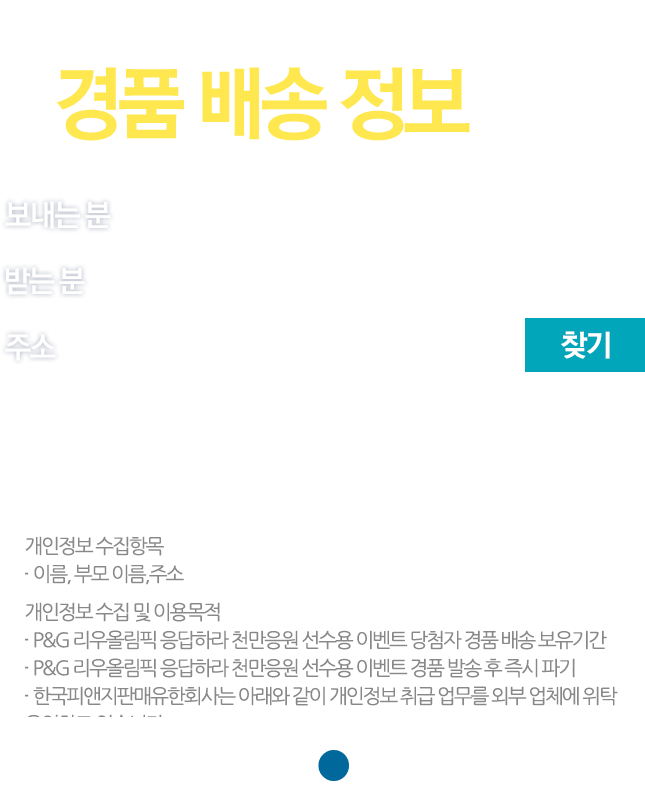 경품 배송 정보
보내는 분
받는 분
주소
찾기
개인정보 수집항목
- 이름, 부모 이름,주소
개인정보 수집 및 이용목적
- P&G 리우올림픽 응답하라 천만응원 선수용 이벤트 당첨자 경품 배송 보유기간
- P&G 리우올림픽 응답하라 천만응원 선수용 이벤트 경품 발송 후 즉시 파기
- 한국피앤지판매유한회사는 아래와 같이 개인정보 취급 업무를 외부 업체에 위탁